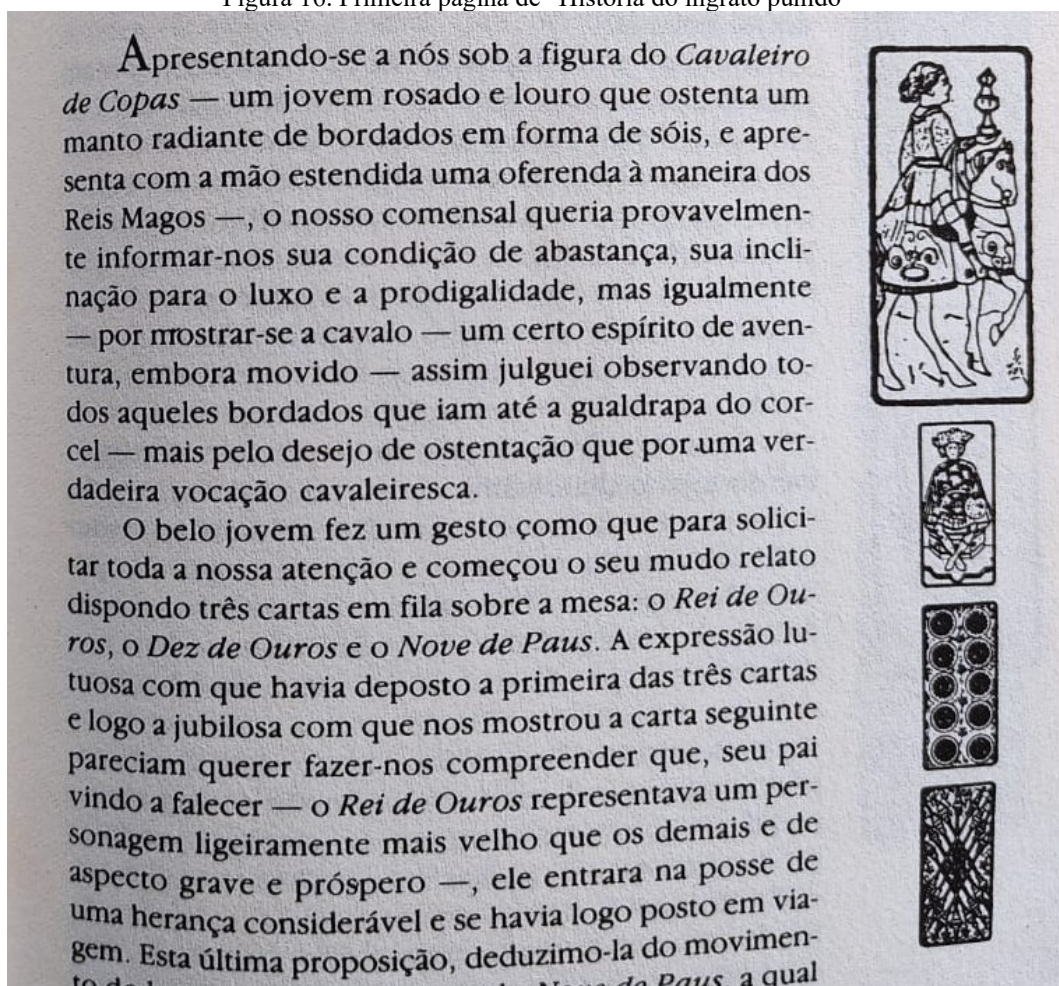 Figura 16: Primeira página de "História do ingrato punido"
Apresentando-se a nós sob a figura do Cavaleiro
de Copas — um jovem rosado e louro que ostenta um
manto radiante de bordados em forma de sóis, e apre-
senta com a mão estendida uma oferenda à maneira dos
Reis Magos —, o nosso comensal queria provavelmen-
te informar-nos sua condição de abastança, sua incli-
nação para o luxo e a prodigalidade, mas igualmente
— por mostrar-se a cavalo — um certo espírito de aven-
tura, embora movido — assim julguei observando to-
dos aqueles bordados que iam até a gualdrapa do cor-
cel — mais pelo desejo de ostentação que por uma ver-
dadeira vocação cavaleiresca.
O belo jovem fez um gesto como que para solici-
tar toda a nossa atenção e começou o seu mudo relato
dispondo três cartas em fila sobre a mesa: o Rei de Ou-
ros, o Dez de Ouros e o Nove de Paus. A expressão lu-
tuosa com que havia deposto a primeira das três cartas
e logo a jubilosa com que nos mostrou a carta seguinte
pareciam querer fazer-nos compreender que, seu pai
vindo a falecer — o Rei de Ouros representava um per-
sonagem ligeiramente mais velho que os demais e de
aspecto grave e próspero —, ele entrara na posse de
uma herança considerável e se havia logo posto em via-
gem. Esta última proposição, deduzimo-la do movimen-
Nove de Paus, a qual